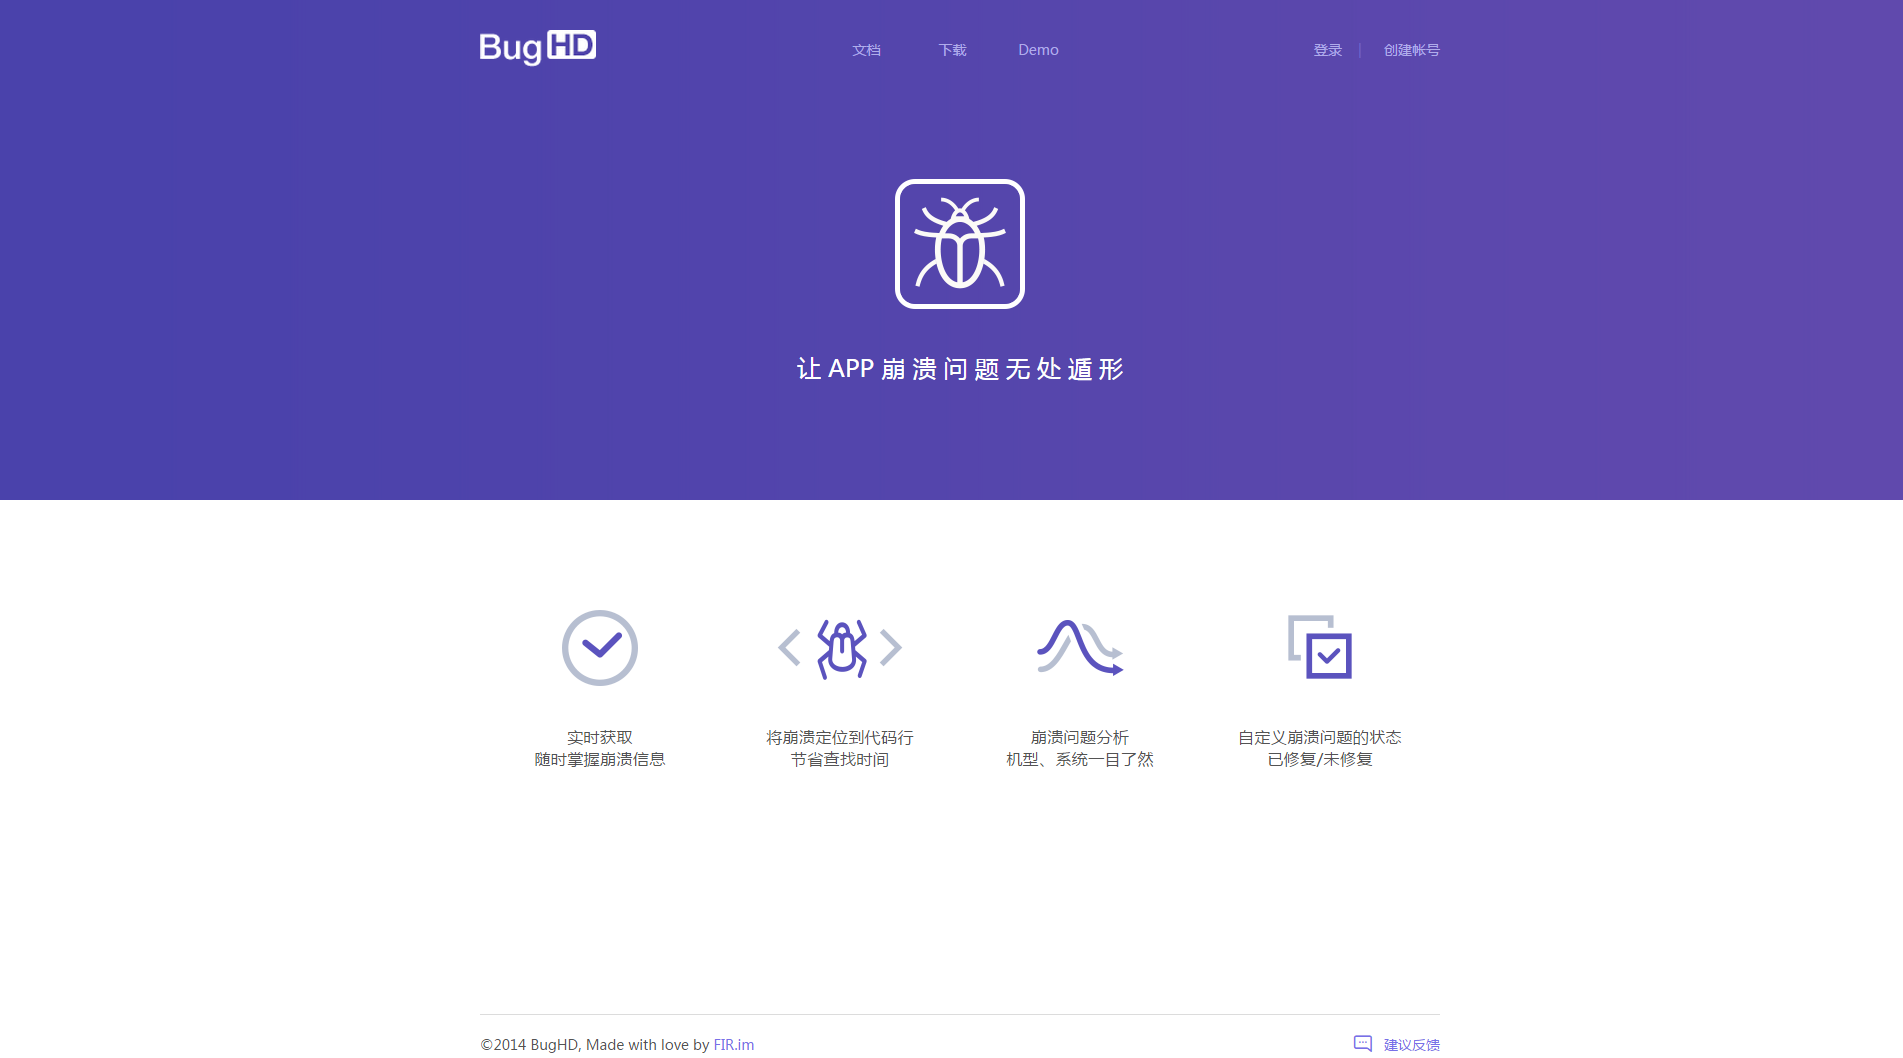 BugHD
文档 下载 Demo 登录 | 创建帐号
让 APP 崩溃问题无处遁形
实时获取
随时掌握崩溃信息
将崩溃定位到代码行
节省查找时间
崩溃问题分析
机型、系统一目了然
自定义崩溃问题的状态
已修复/未修复
©2014 BugHD, Made with love by FIR.im
建议反馈